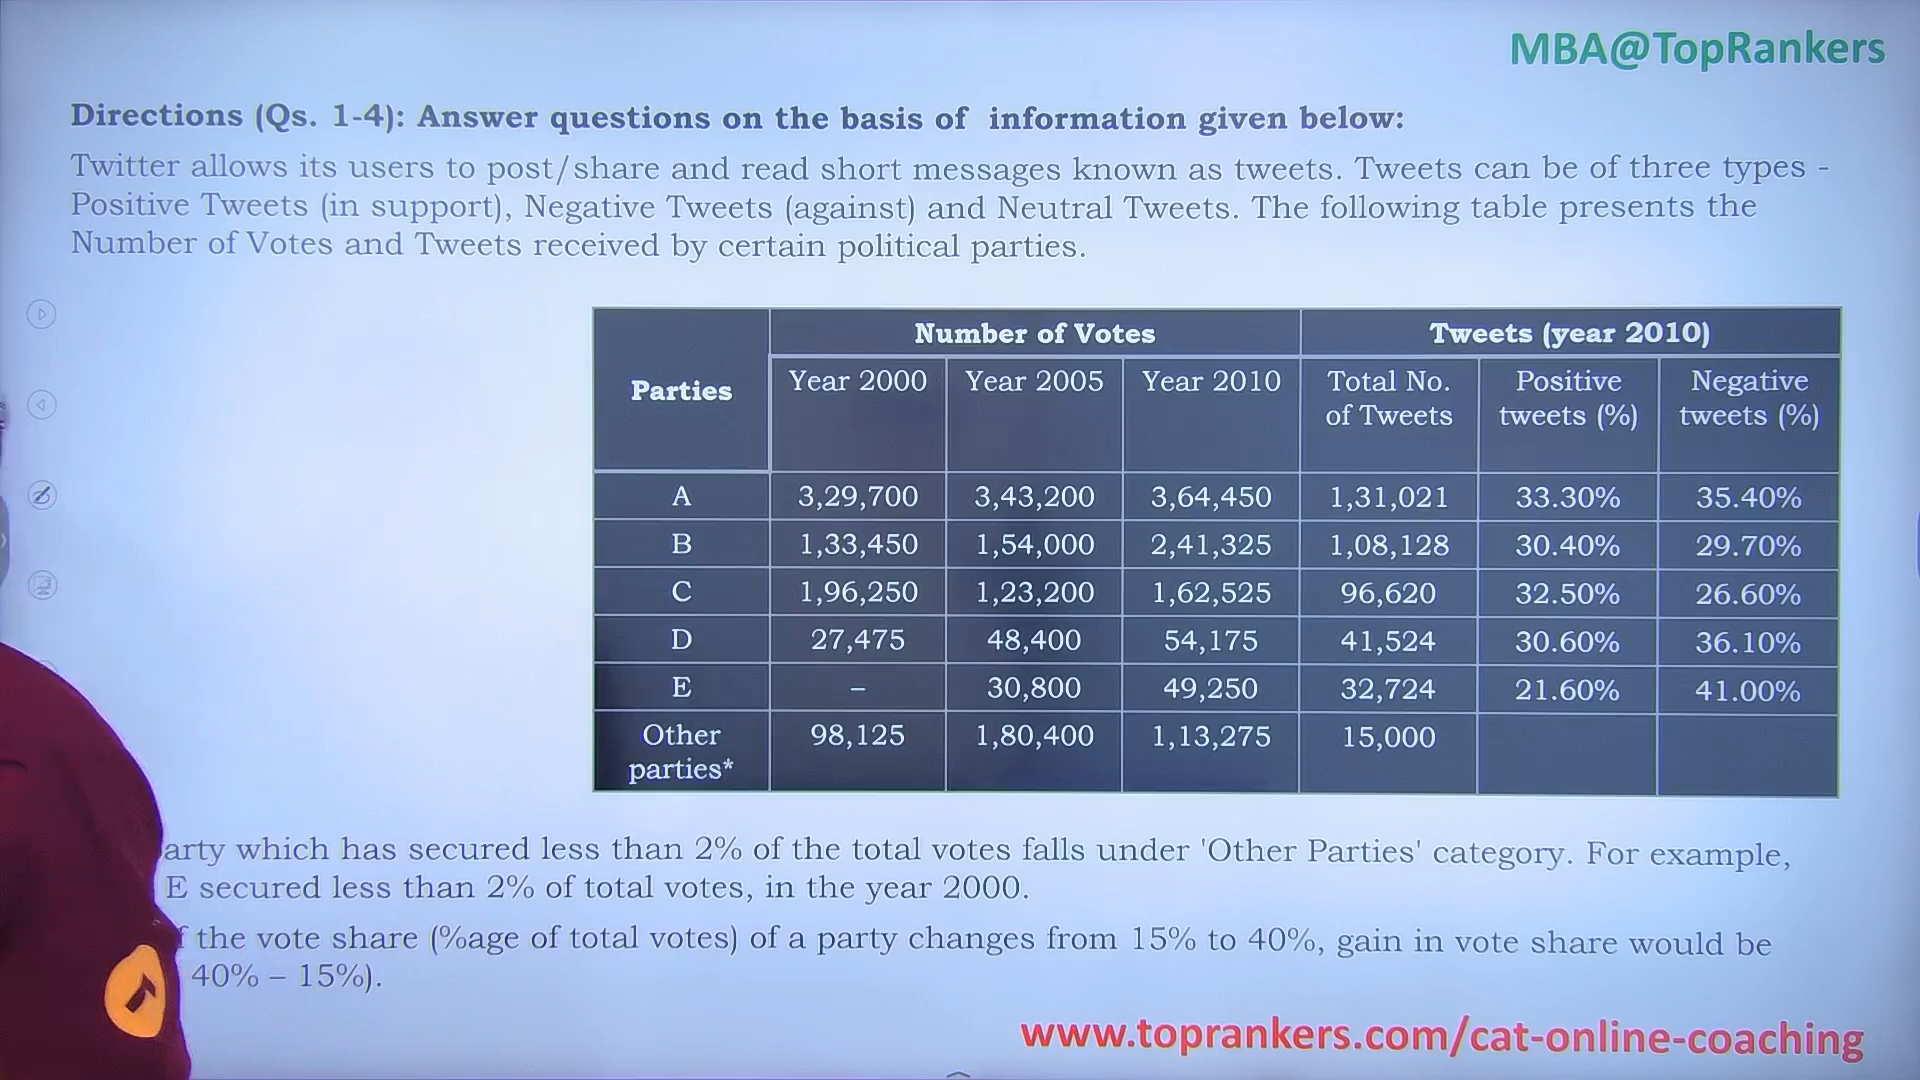 MBA@TopRankers
Directions (Qs. 1-4): Answer questions on the basis of information given below:
Twitter allows its users to post/share and read short messages known as tweets. Tweets can be of three types -
Positive Tweets (in support), Negative Tweets (against) and Neutral Tweets. The following table presents the
Number of Votes and Tweets received by certain political parties.
Parties Number of Votes Tweets (year 2010)
Year 2000 Year 2005 Year 2010 Total No. of Tweets Positive tweets (%) Negative tweets (%)
A 3,29,700 3,43,200 3,64,450 1,31,021 33.30% 35.40%
B 1,33,450 1,54,000 2,41,325 1,08,128 30.40% 29.70%
C 1,96,250 1,23,200 1,62,525 96,620 32.50% 26.60%
D 27,475 48,400 54,175 41,524 30.60% 36.10%
E – 30,800 49,250 32,724 21.60% 41.00%
Other parties* 98,125 1,80,400 1,13,275 15,000
which has secured less than 2% of the total votes falls under 'Other Parties' category. For example,
E secured less than 2% of total votes, in the year 2000.
the vote share (%age of total votes) of a party changes from 15% to 40%, gain in vote share would be
40% – 15%).
www.toprankers.com/cat-online-coaching